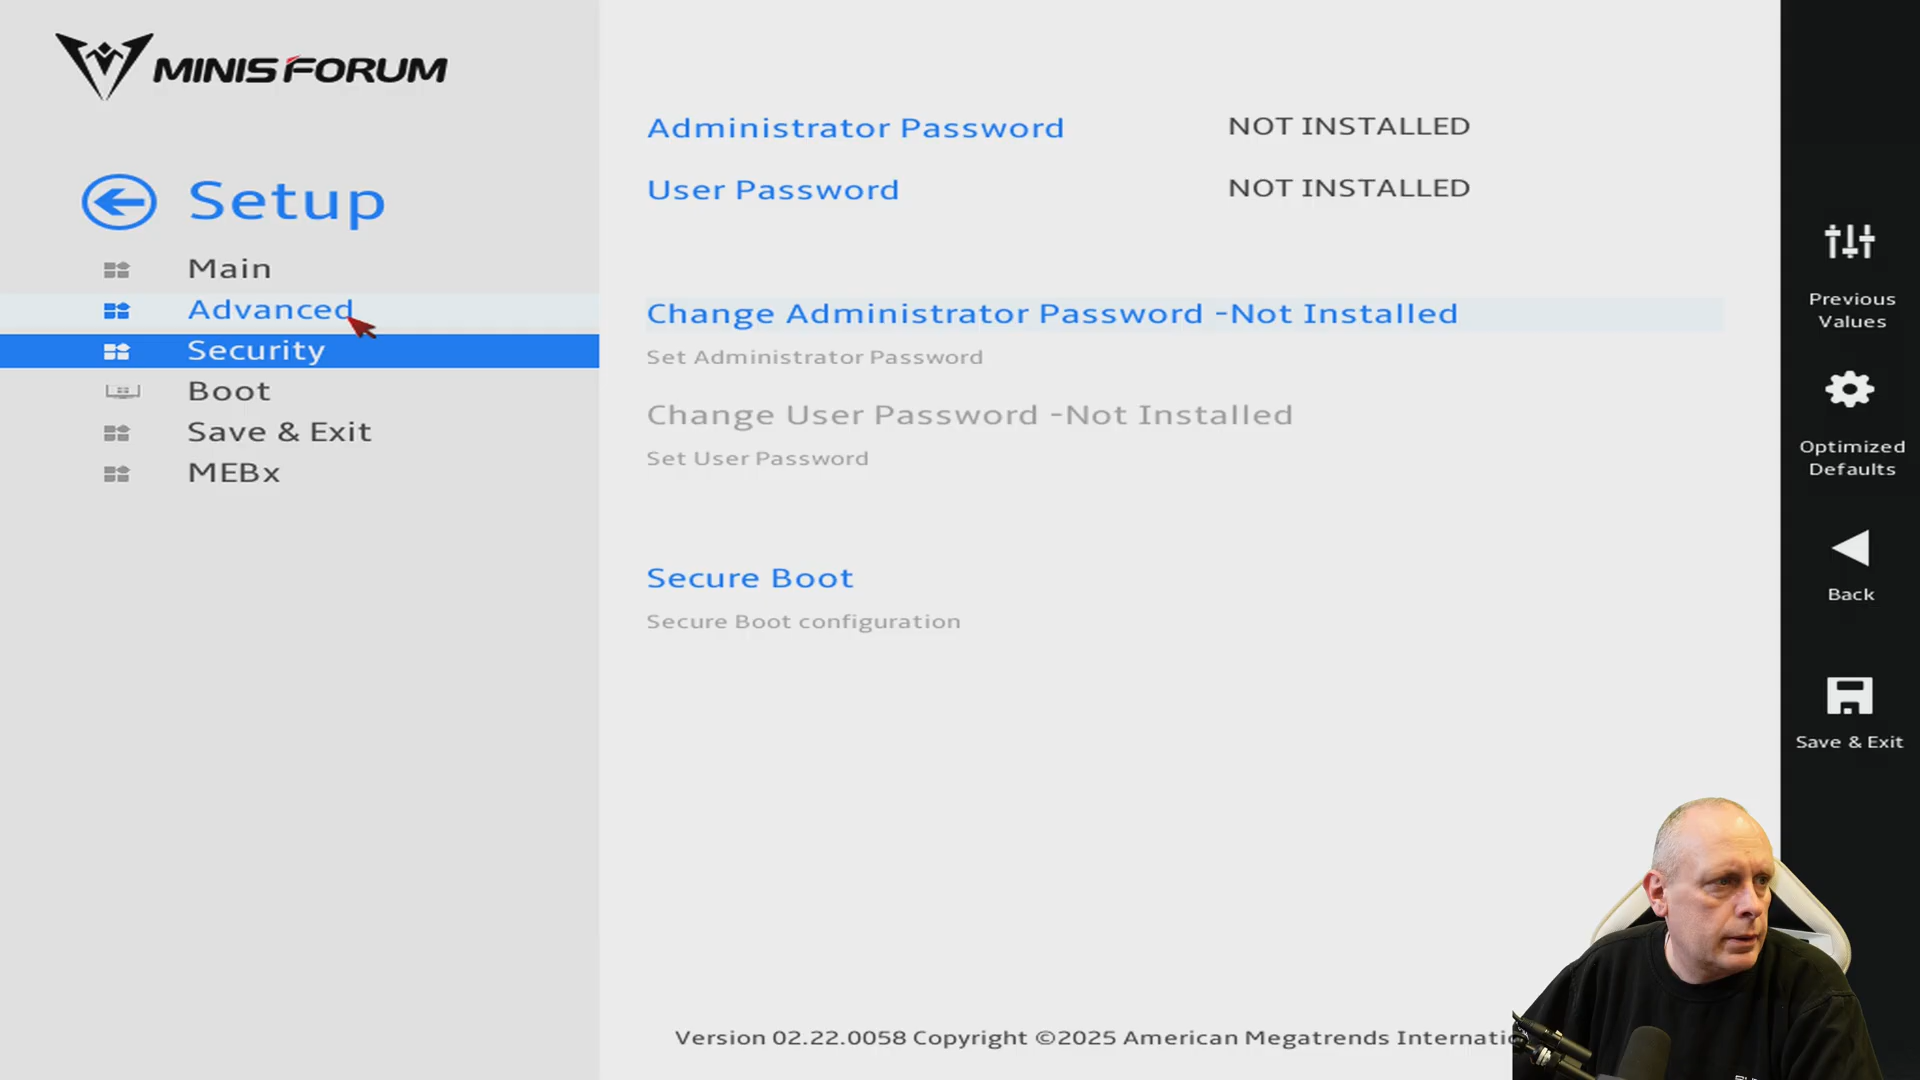 MINISFORUM
Setup
Main
Advanced
Security
Boot
Save & Exit
MEBx
Administrator Password NOT INSTALLED
User Password NOT INSTALLED
Change Administrator Password -Not Installed
Set Administrator Password
Change User Password -Not Installed
Set User Password
Secure Boot
Secure Boot configuration
Previous
Values
Optimized
Defaults
Back
Save & Exit
Version 02.22.0058 Copyright ©2025 American Megatrends